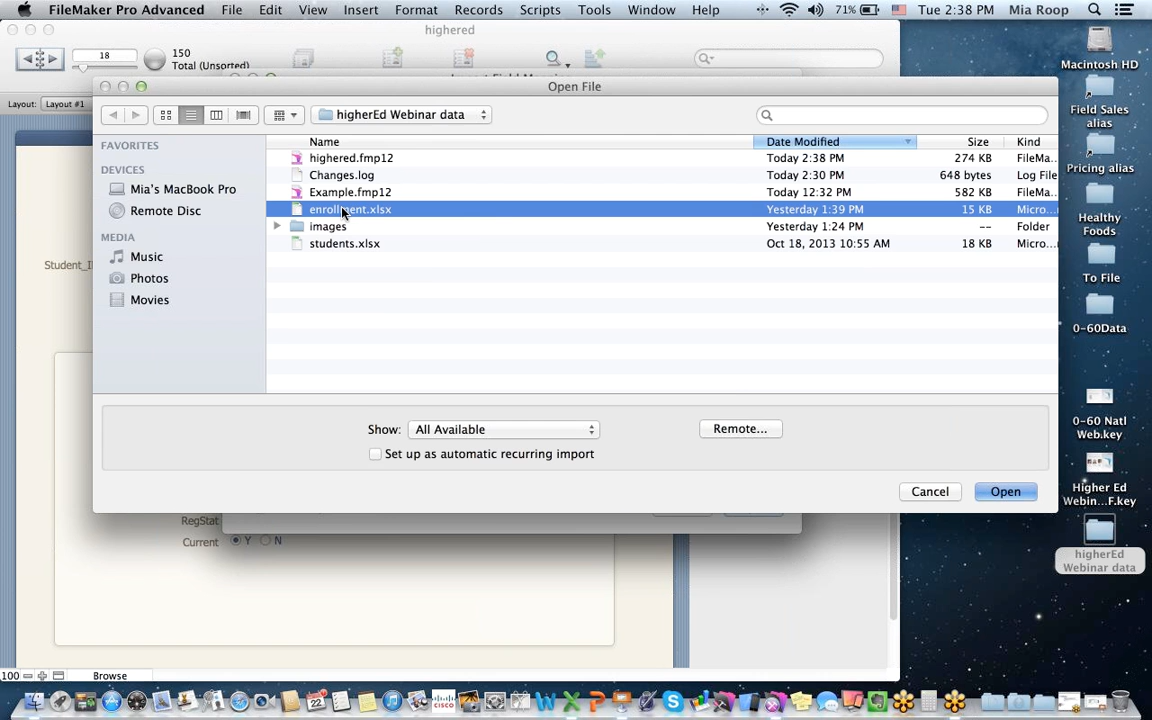 FileMaker Pro Advanced File Edit View Insert Format Records Scripts Tools Window Help 71% Tue 2:38 PM Mia Roop
highered
18
150
Total (Unsorted)
Layout: Layout #1
Open File
higherEd Webinar data
FAVORITES
DEVICES
Mia's MacBook Pro
Remote Disc
MEDIA
Music
Photos
Movies
Name Date Modified Size Kind
highered.fmp12 Today 2:38 PM 274 KB FileMa...
Changes.log Today 2:30 PM 648 bytes Log File
Example.fmp12 Today 12:32 PM 582 KB FileMa...
enrollment.xlsx Yesterday 1:39 PM 15 KB Micro...
images Yesterday 1:24 PM -- Folder
students.xlsx Oct 18, 2013 10:55 AM 18 KB Micro...
Show: All Available
Remote...
Set up as automatic recurring import
Cancel Open
Student_I
RegStat
Current Y N
100 Browse
Macintosh HD
Field Sales
alias
Pricing alias
Healthy
Foods
To File
0-60Data
0-60 Natl
Web.key
Higher Ed
Webin...F.key
higherEd
Webinar data